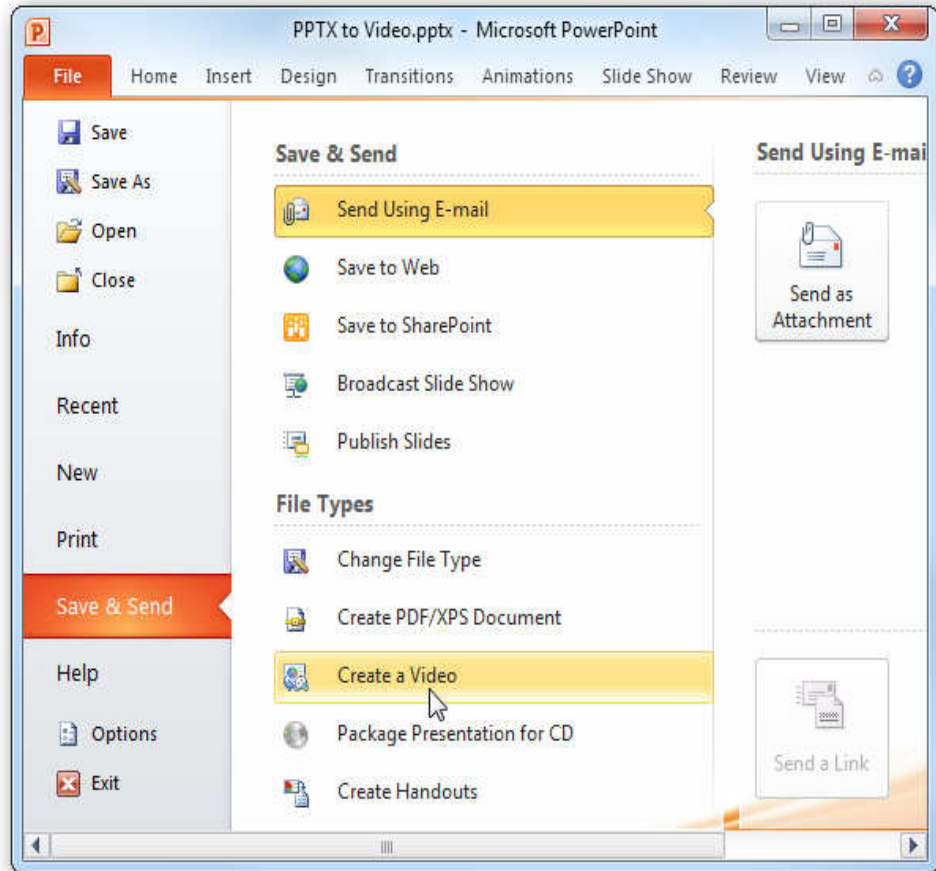 PPTX to Video.pptx - Microsoft PowerPoint
File Home Insert Design Transitions Animations Slide Show Review View
Save
Save As
Open
Close
Info
Recent
New
Print
Save & Send
Help
Options
Exit
Save & Send
Send Using E-mail
Save to Web
Save to SharePoint
Broadcast Slide Show
Publish Slides
File Types
Change File Type
Create PDF/XPS Document
Create a Video
Package Presentation for CD
Create Handouts
Send Using E-mai
Send as
Attachment
Send a Link